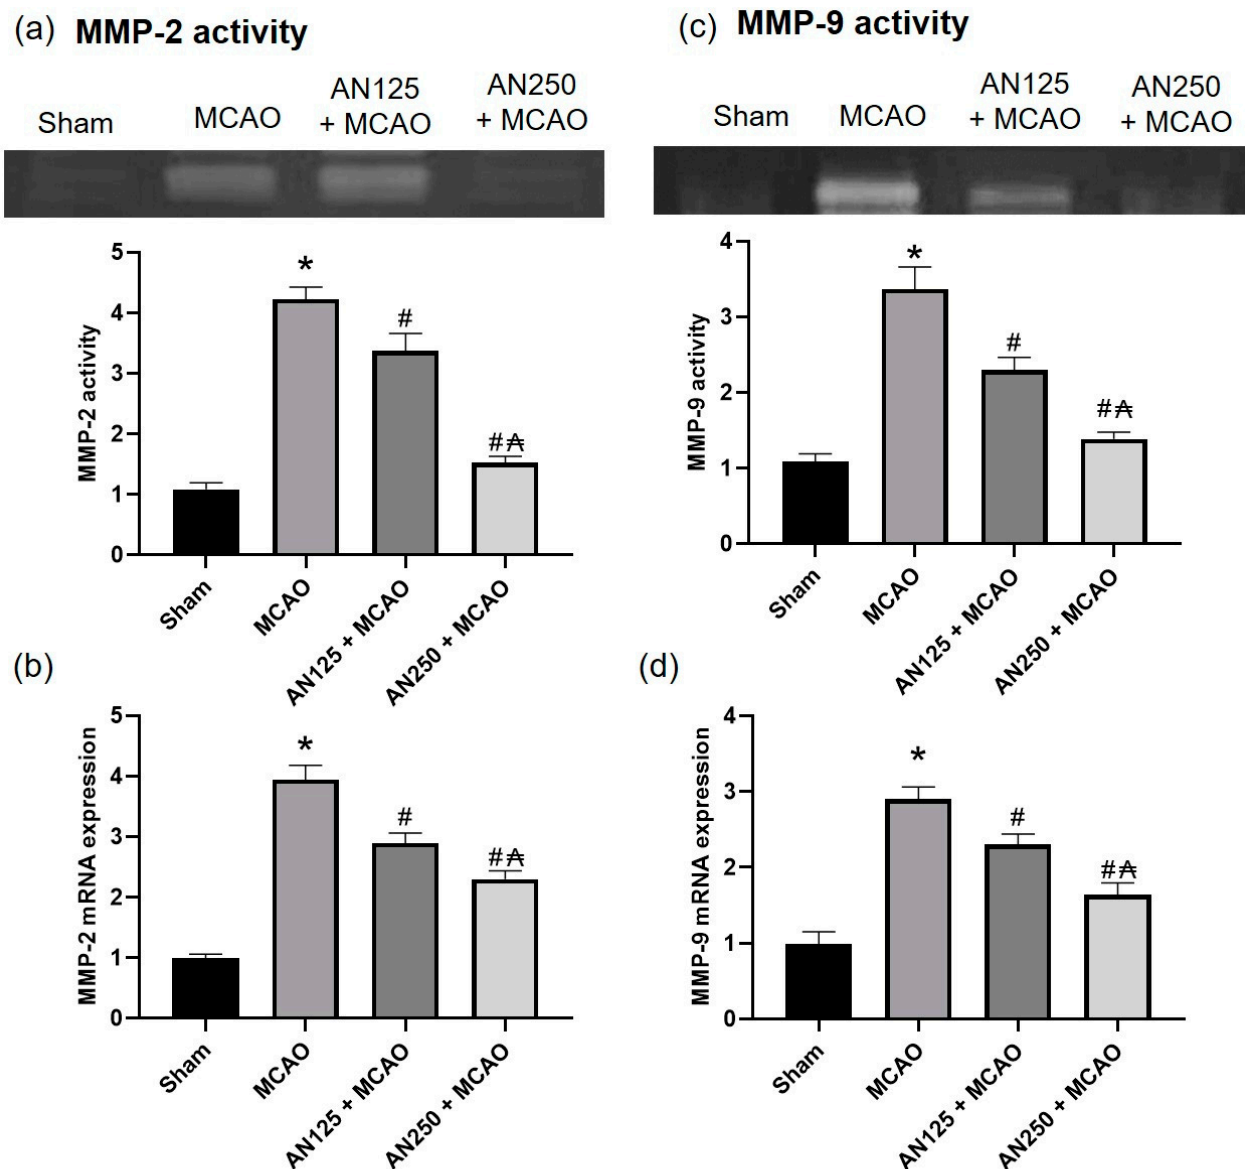 (a) MMP-2 activity
Sham MCAO AN125 + MCAO AN250 + MCAO
MMP-2 activity
5
4
3
2
1
0
*
#
#₳
Sham
MCAO
AN125 + MCAO
AN250 + MCAO
(c) MMP-9 activity
Sham MCAO AN125 + MCAO AN250 + MCAO
MMP-9 activity
4
3
2
1
0
*
#
#₳
Sham
MCAO
AN125 + MCAO
AN250 + MCAO
(b)
MMP-2 mRNA expression
5
4
3
2
1
0
*
#
#₳
Sham
MCAO
AN125 + MCAO
AN250 + MCAO
(d)
MMP-9 mRNA expression
4
3
2
1
0
*
#
#₳
Sham
MCAO
AN125 + MCAO
AN250 + MCAO